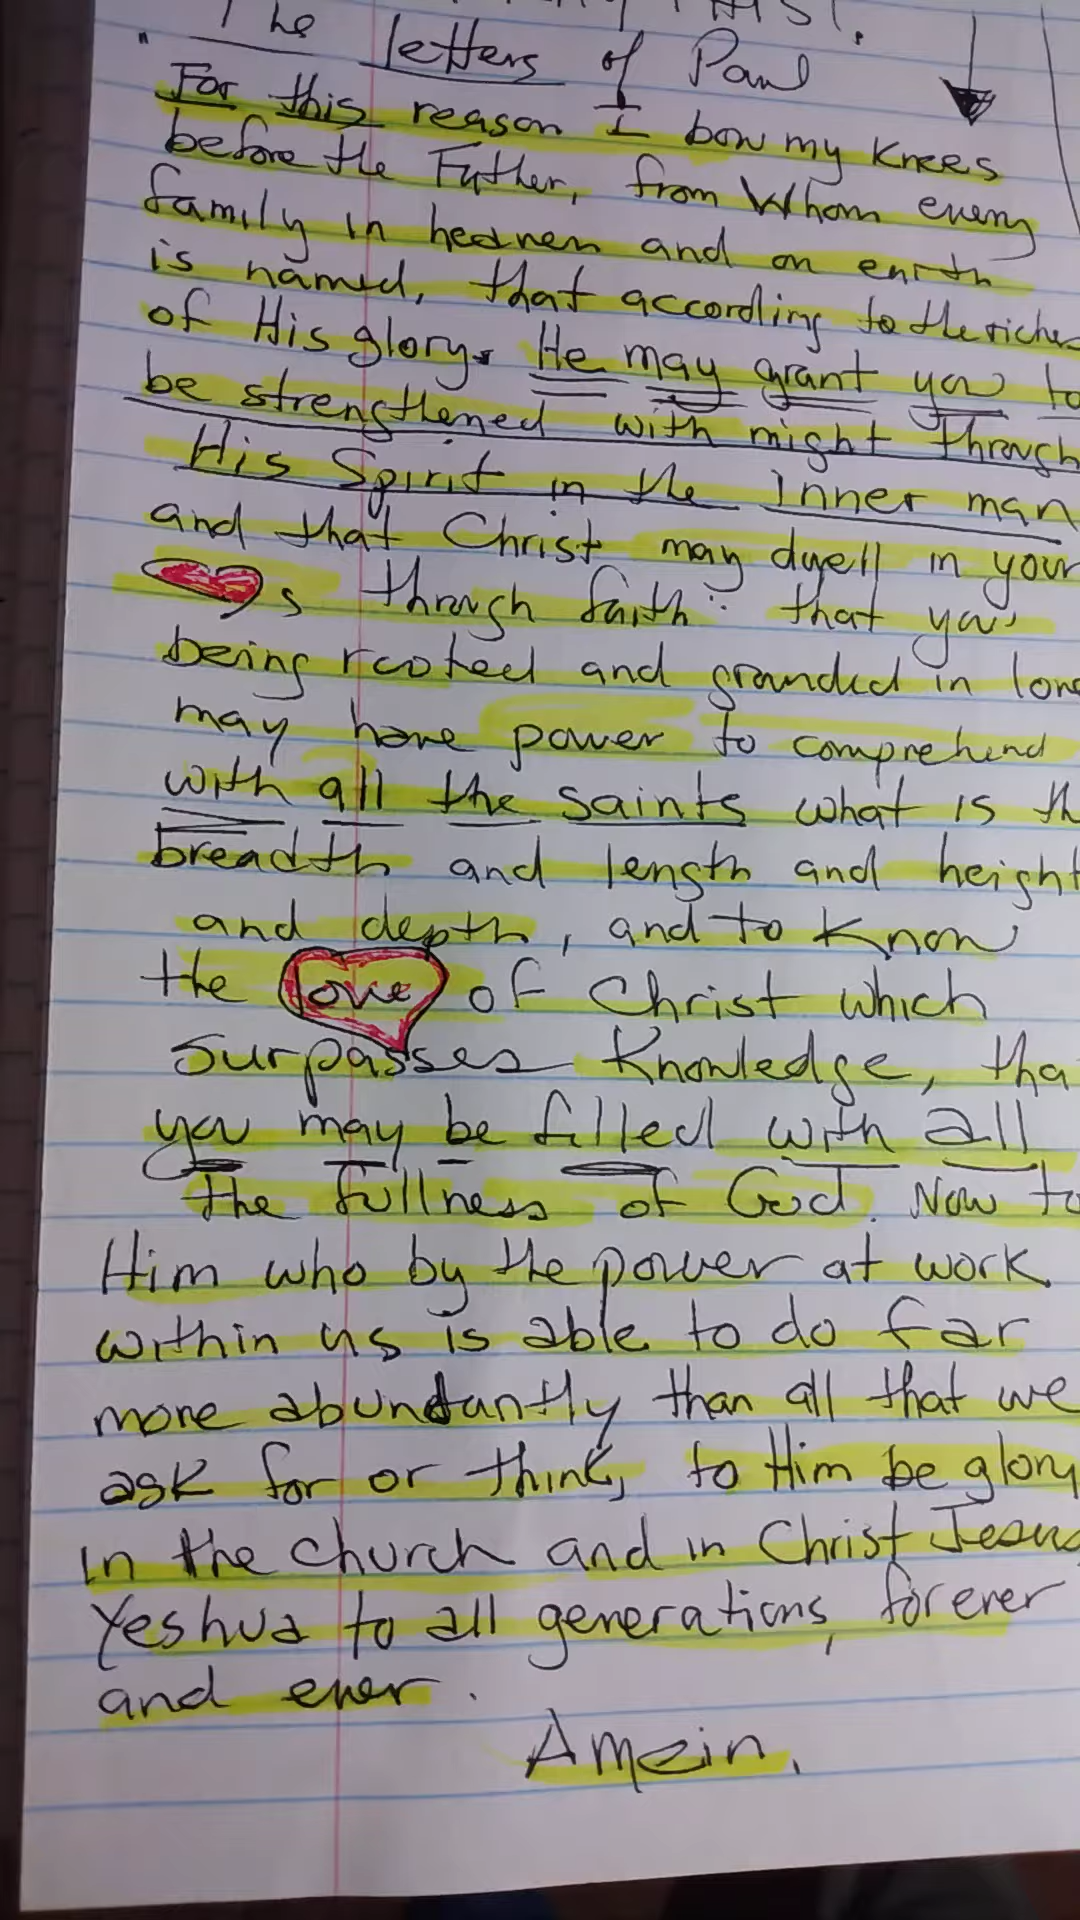 The letters of Paul
"For this reason I bow my knees
before the Father, from Whom every
family in heaven and on earth
is named, that according to the riches
of His glory. He may grant you to
be strengthened with might through
His Spirit in the Inner man
and that Christ may dwell in your
s through faith: that you,
being rooted and grounded in love
may have power to comprehend
with all the saints what is th
breadth and length and height
and depth, and to know
the love of Christ which
surpasses Knowledge, tha
you may be filled with all
the fullness of God. Now to
Him who by the power at work
within us is able to do far
more abundantly than all that we
ask for or think, to Him be glory
in the church and in Christ Jesus
Yeshua to all generations, forever
and ever.
Amein.